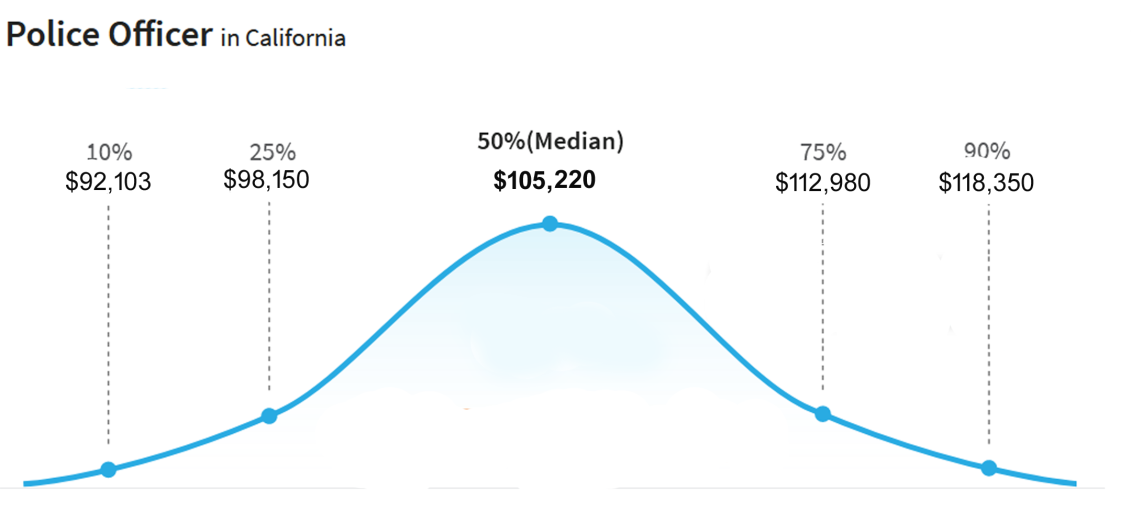 Police Officer in California
50%(Median)
10% 25% 75% 90%
$92,103 $98,150 $105,220 $112,980 $118,350